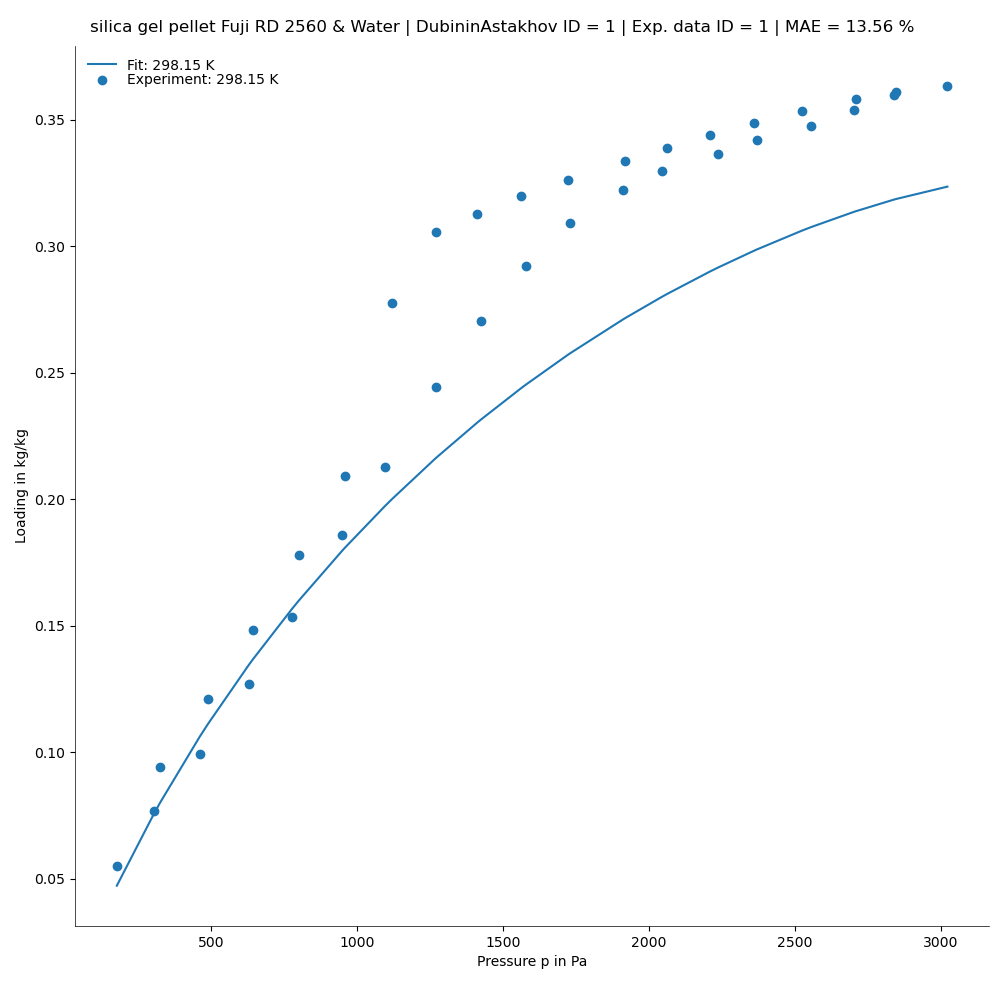 silica gel pellet Fuji RD 2560 & Water | DubininAstakhov ID = 1 | Exp. data ID = 1 | MAE = 13.56 %
Fit: 298.15 K
Experiment: 298.15 K
Loading in kg/kg
0.35
0.30
0.25
0.20
0.15
0.10
0.05
500 1000 1500 2000 2500 3000
Pressure p in Pa